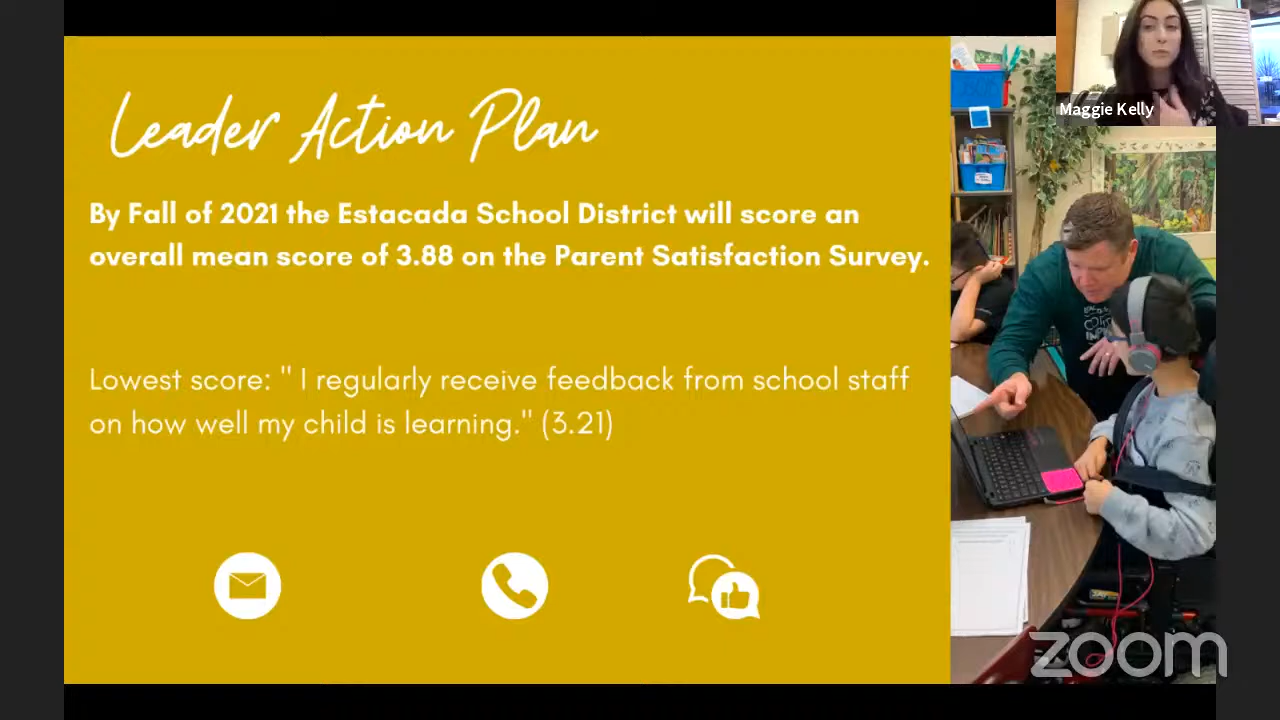 Maggie Kelly
Leader Action Plan
By Fall of 2021 the Estacada School District will score an
overall mean score of 3.88 on the Parent Satisfaction Survey.
Lowest score: " I regularly receive feedback from school staff
on how well my child is learning." (3.21)
zoom